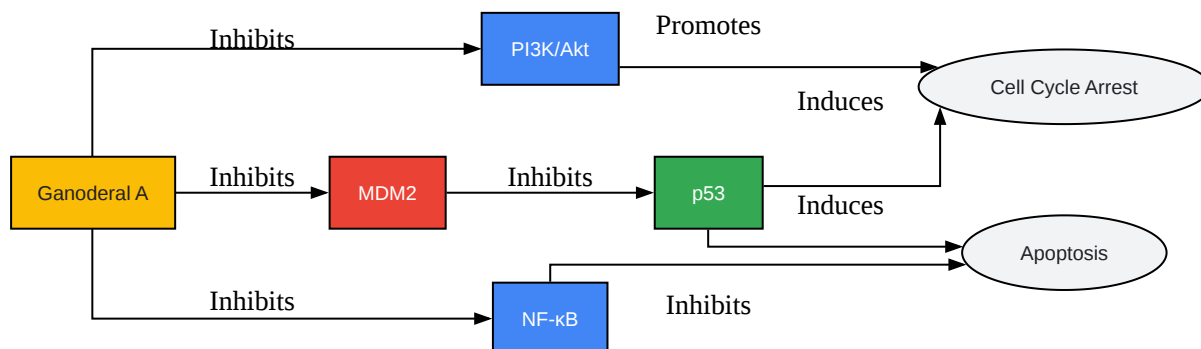 Promotes
Inhibits
PI3K/Akt
Cell Cycle Arrest
Induces
Inhibits
Inhibits
Ganoderal A
MDM2
p53
Induces
Apoptosis
Inhibits
Inhibits
NF-κB